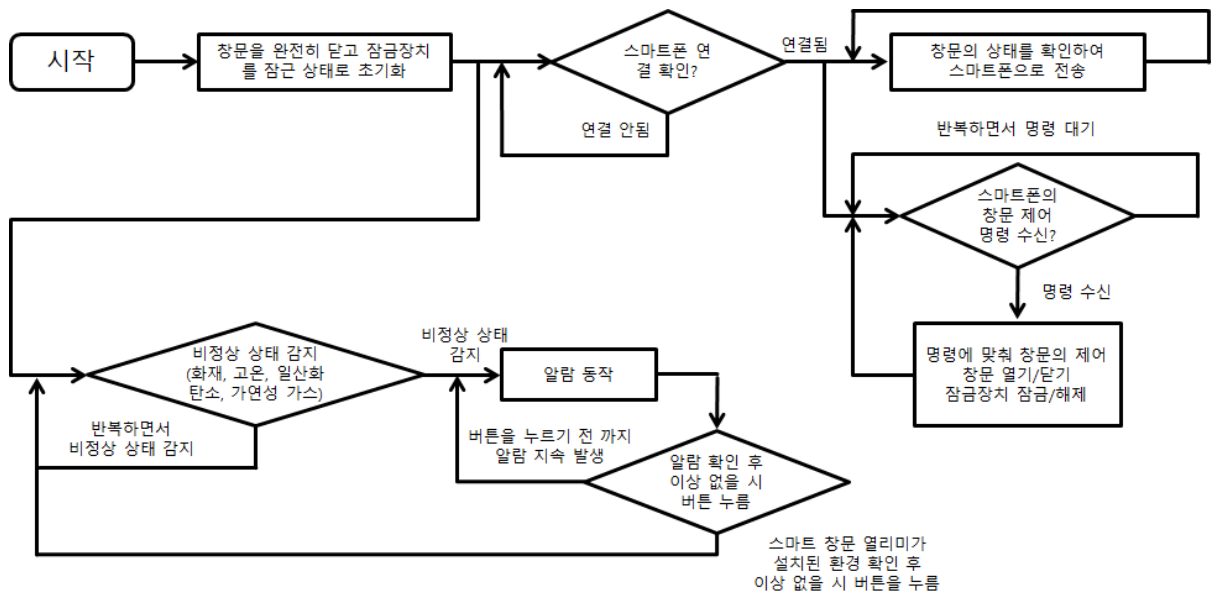 시작
창문을 완전히 닫고 잠금장치
를 잠근 상태로 초기화
스마트폰 연
결 확인?
연결됨
연결 안됨
창문의 상태를 확인하여
스마트폰으로 전송
반복하면서 명령 대기
스마트폰의
창문 제어
명령 수신?
명령 수신
명령에 맞춰 창문의 제어
창문 열기/닫기
잠금장치 잠금/해제
비정상 상태 감지
(화재, 고온, 일산화
탄소, 가연성 가스)
반복하면서
비정상 상태 감지
비정상 상태
감지
알람 동작
버튼을 누르기 전 까지
알람 지속 발생
알람 확인 후
이상 없을 시
버튼 누름
스마트 창문 열리미가
설치된 환경 확인 후
이상 없을 시 버튼을 누름